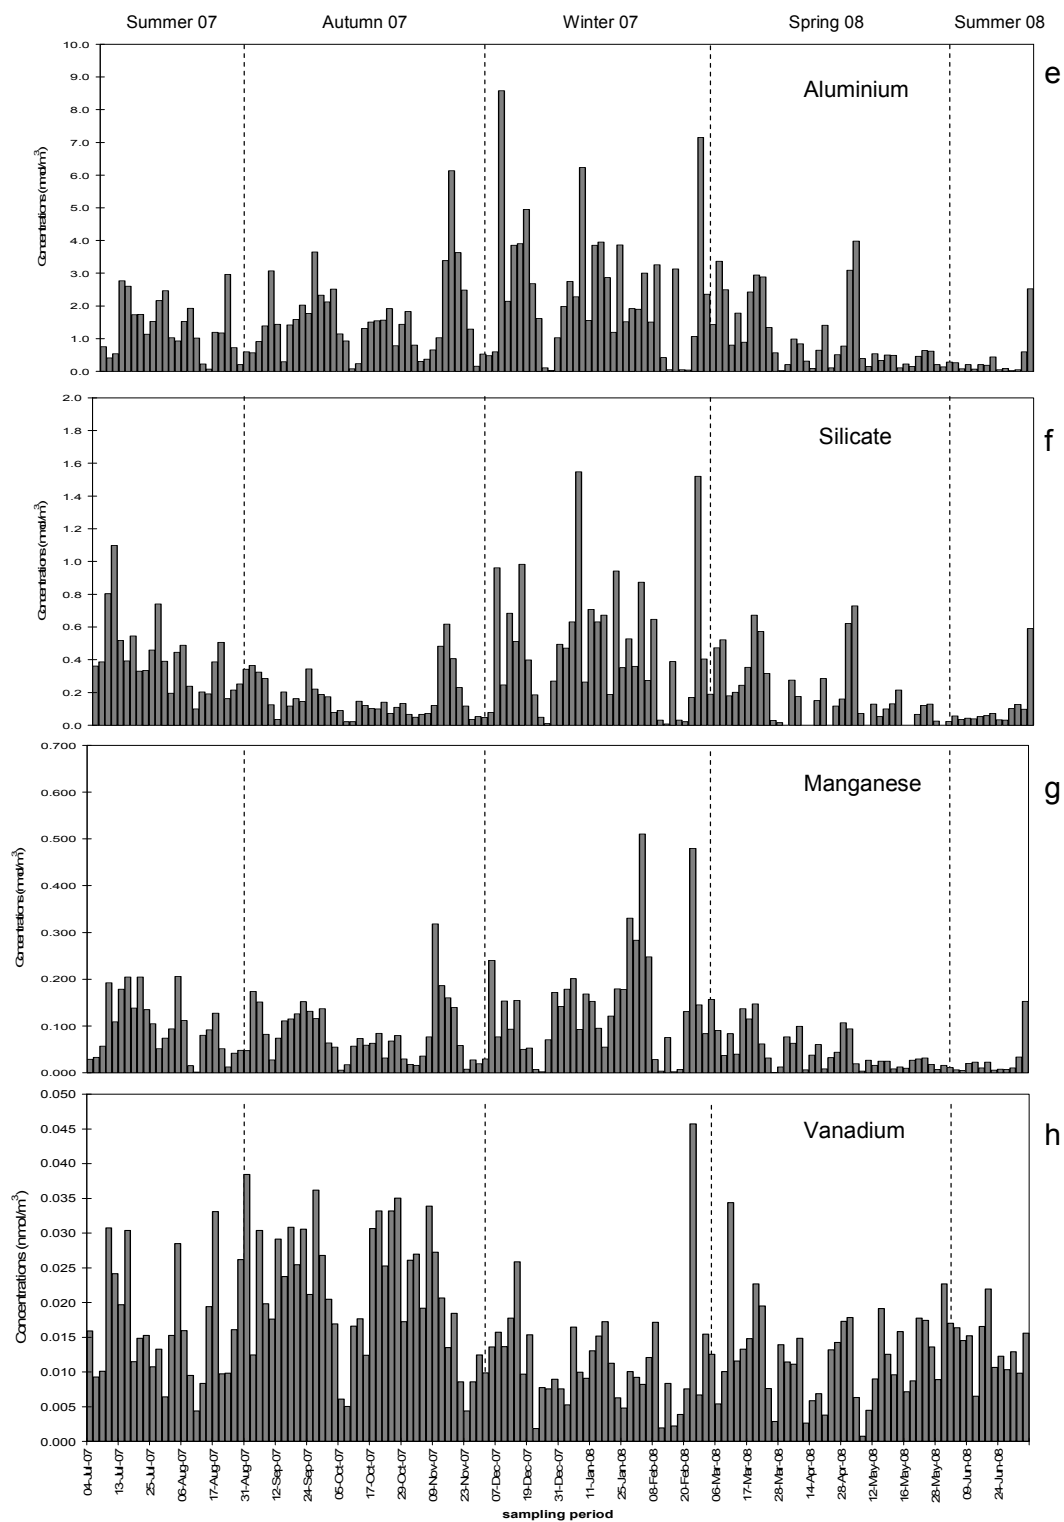 Summer 07 Autumn 07 Winter 07 Spring 08 Summer 08
e
Aluminium
Concentrations (nmol/m³)
10.0
9.0
8.0
7.0
6.0
5.0
4.0
3.0
2.0
1.0
0.0
f
Silicate
Concentrations (nmol/m³)
2.0
1.8
1.6
1.4
1.2
1.0
0.8
0.6
0.4
0.2
0.0
g
Manganese
Concentrations (nmol/m³)
0.700
0.600
0.500
0.400
0.300
0.200
0.100
0.000
h
Vanadium
Concentrations (nmol/m³)
0.050
0.045
0.040
0.035
0.030
0.025
0.020
0.015
0.010
0.005
0.000
04-Jul-07
13-Jul-07
25-Jul-07
06-Aug-07
17-Aug-07
31-Aug-07
12-Sep-07
24-Sep-07
05-Oct-07
17-Oct-07
29-Oct-07
09-Nov-07
23-Nov-07
07-Dec-07
19-Dec-07
31-Dec-07
11-Jan-08
25-Jan-08
08-Feb-08
20-Feb-08
06-Mar-08
17-Mar-08
28-Mar-08
14-Apr-08
28-Apr-08
12-May-08
16-May-08
28-May-08
09-Jun-08
24-Jun-08
sampling period